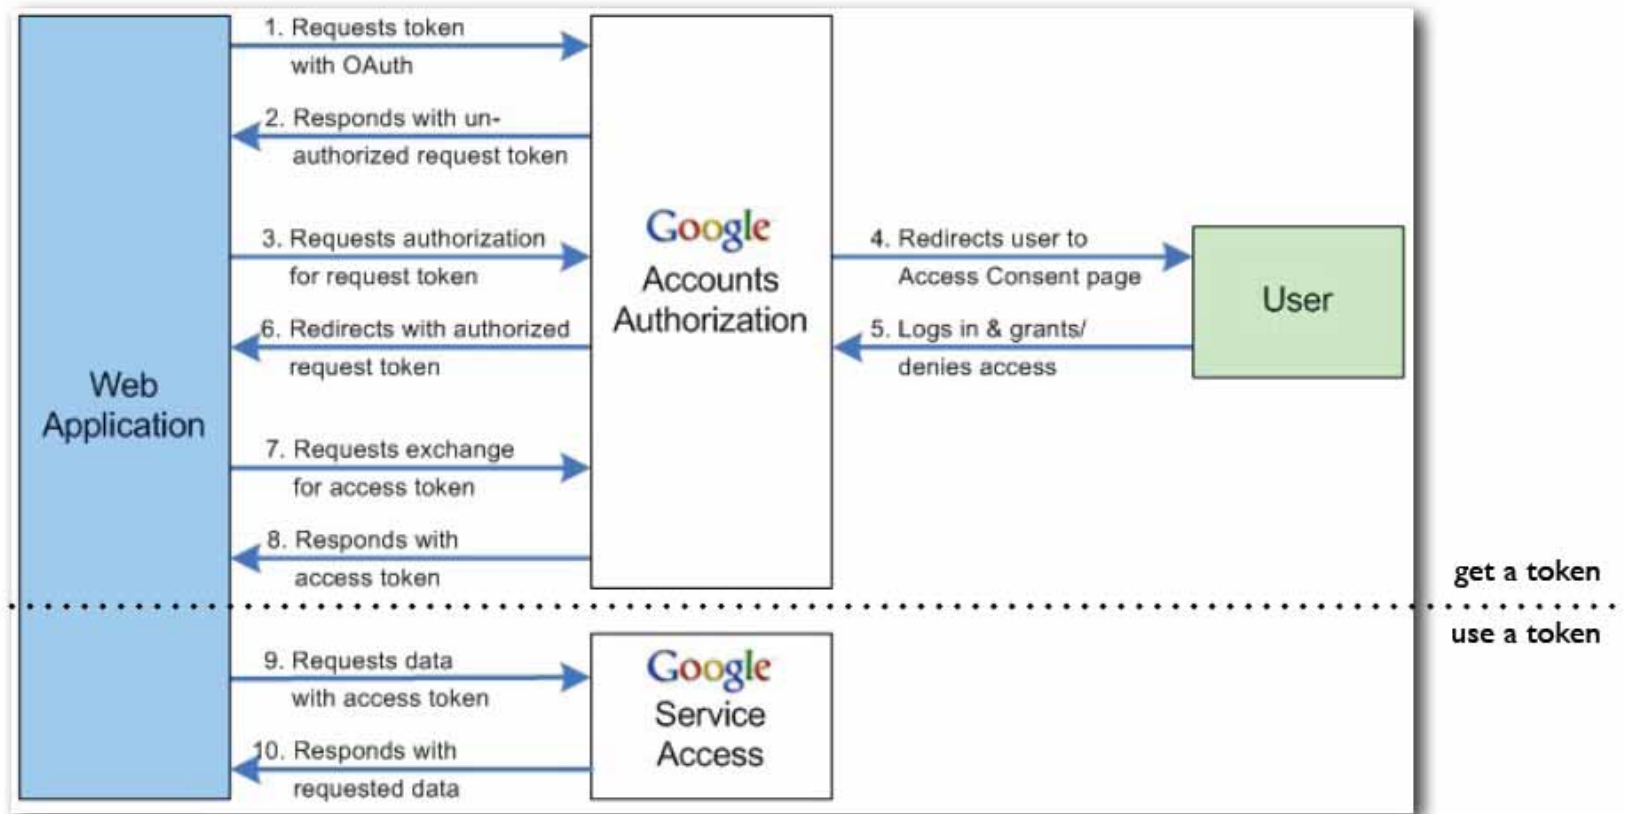 1. Requests token
with OAuth
2. Responds with un-
authorized request token
3. Requests authorization
for request token
Google
Accounts
Authorization
4. Redirects user to
Access Consent page
User
5. Logs in & grants/
denies access
6. Redirects with authorized
request token
Web
Application
7. Requests exchange
for access token
8. Responds with
access token
get a token
use a token
9. Requests data
with access token
Google
Service
Access
10. Responds with
requested data